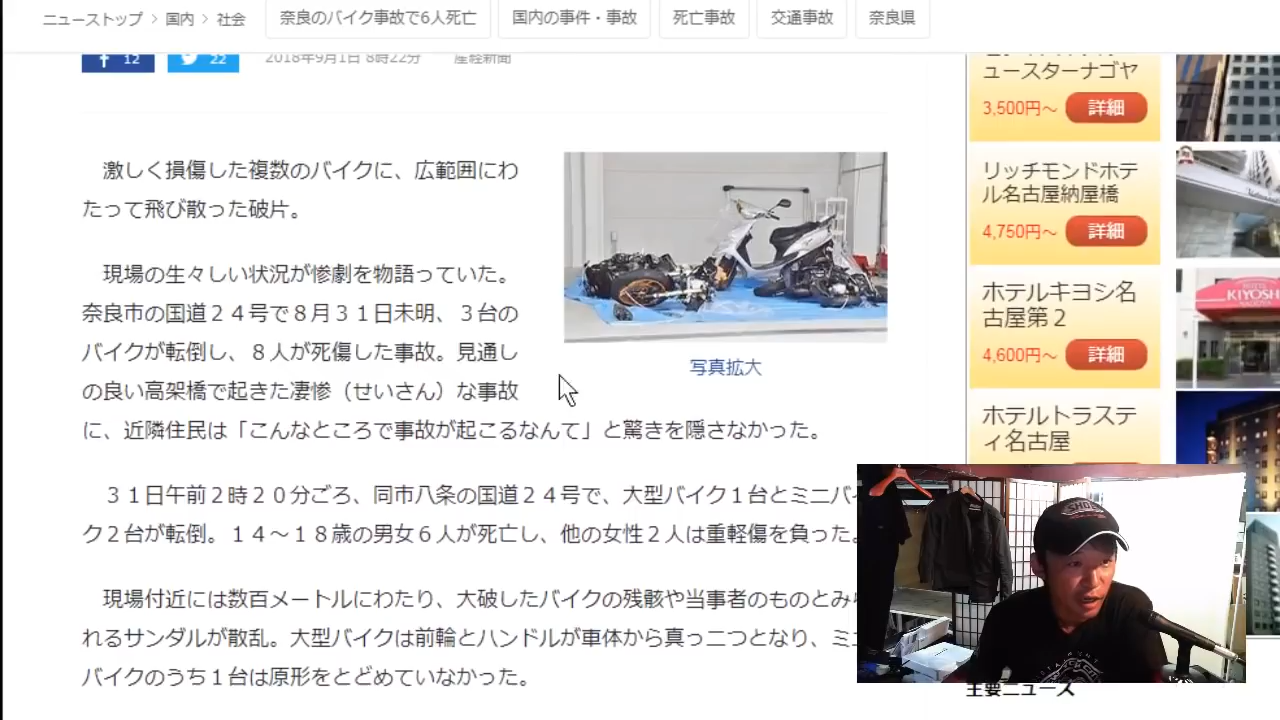 ニューストップ > 国内 > 社会 奈良のバイク事故で6人死亡 国内の事件・事故 死亡事故 交通事故 奈良県
12 22 2018年9月1日 8時22分 産経新聞
激しく損傷した複数のバイクに、広範囲にわ
たって飛び散った破片。
現場の生々しい状況が惨劇を物語っていた。
奈良市の国道２４号で８月３１日未明、３台の
バイクが転倒し、８人が死傷した事故。見通し
の良い高架橋で起きた凄惨（せいさん）な事故
に、近隣住民は「こんなところで事故が起こるなんて」と驚きを隠さなかった。
写真拡大
３１日午前２時２０分ごろ、同市八条の国道２４号で、大型バイク１台とミニバイ
ク２台が転倒。１４～１８歳の男女６人が死亡し、他の女性２人は重軽傷を負った。
現場付近には数百メートルにわたり、大破したバイクの残骸や当事者のものとみら
れるサンダルが散乱。大型バイクは前輪とハンドルが車体から真っ二つとなり、ミニ
バイクのうち１台は原形をとどめていなかった。
ュースターナゴヤ
3,500円～ 詳細
リッチモンドホテ
ル名古屋納屋橋
4,750円～ 詳細
ホテルキヨシ名
古屋第２
4,600円～ 詳細
ホテルトラステ
ィ名古屋
KIYOSH
SHOEI
主要ニュース